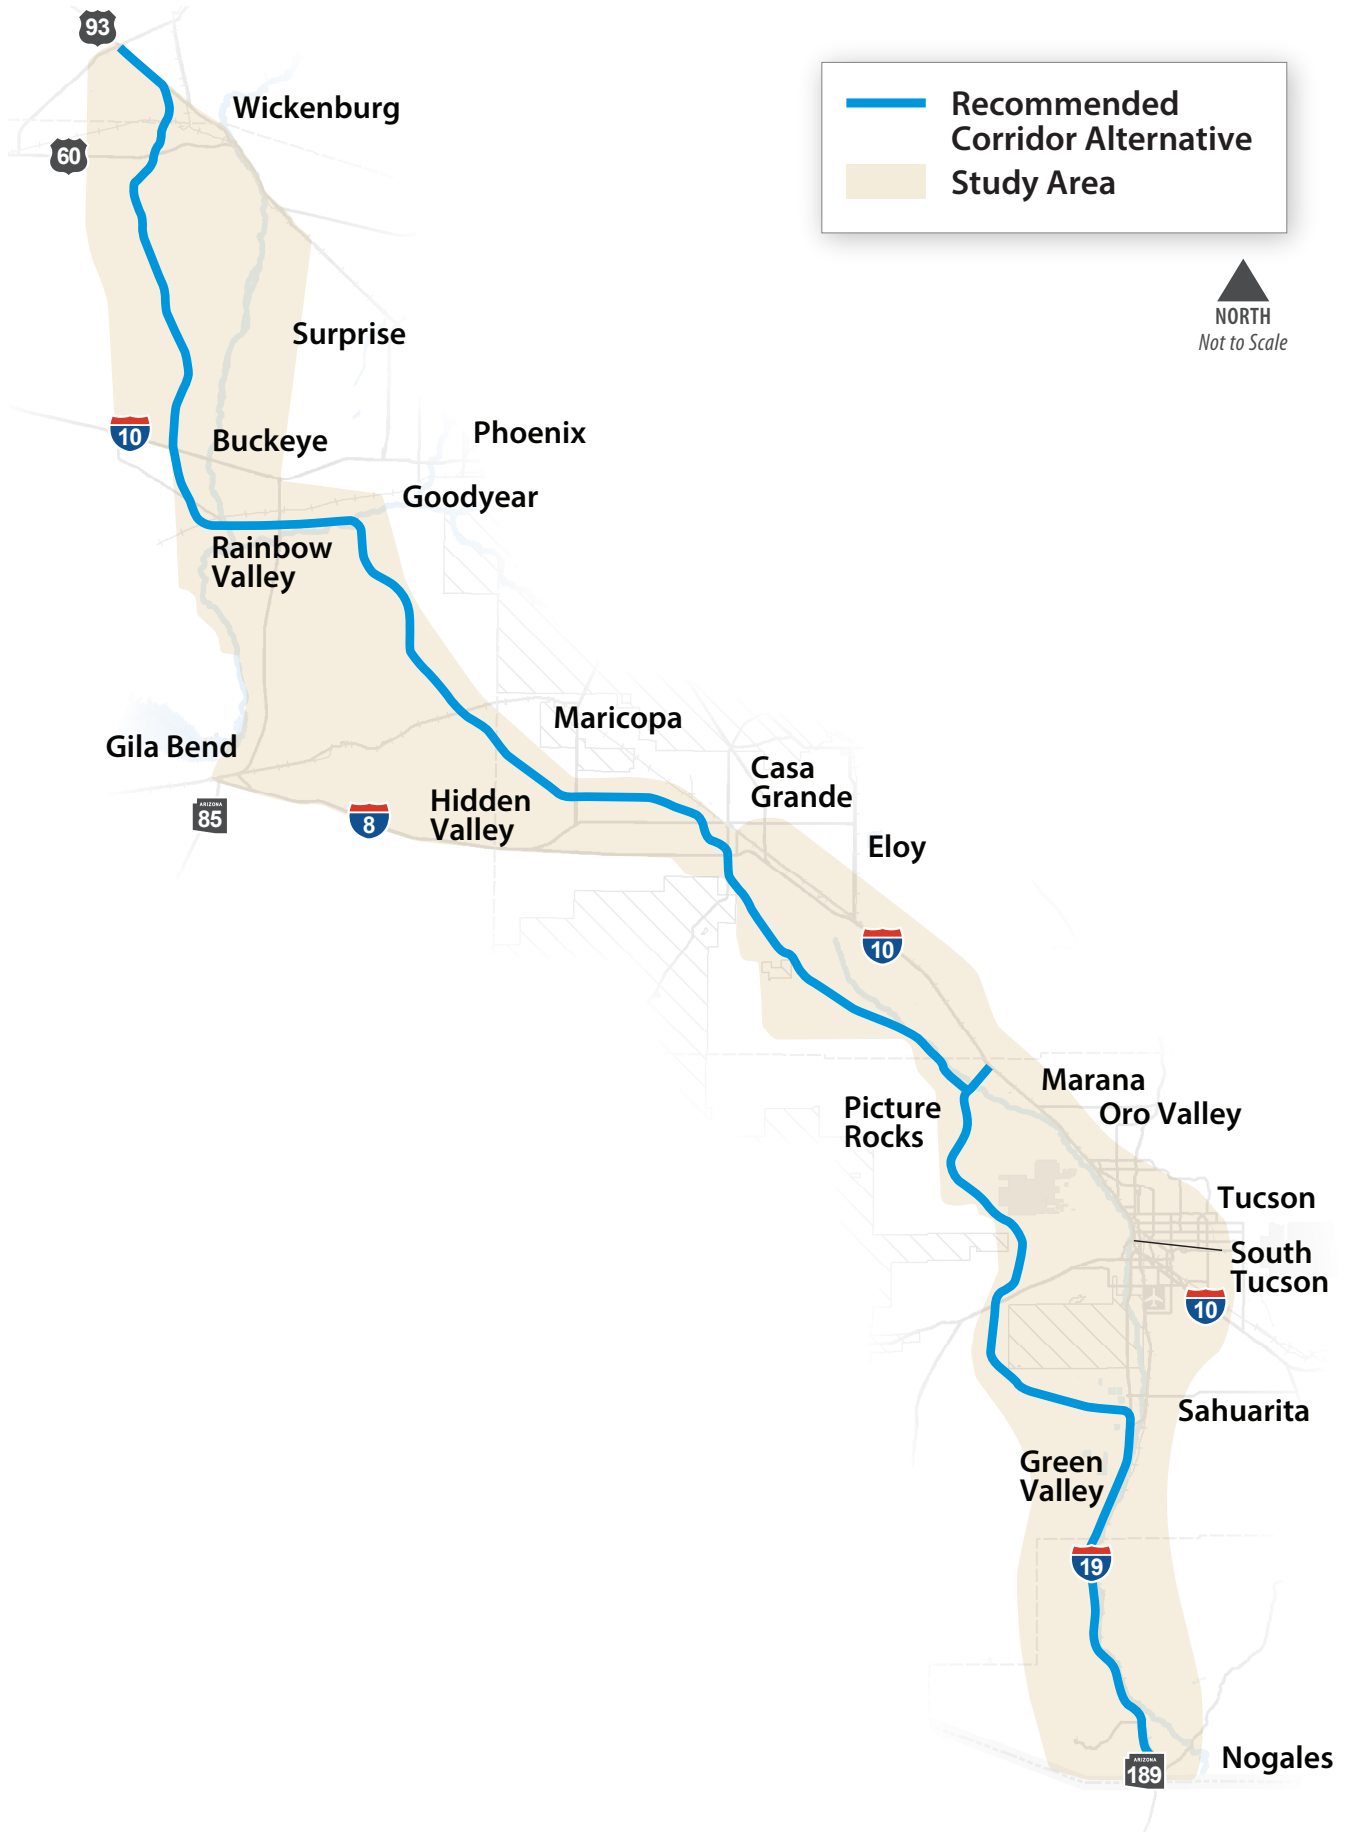 93
Wickenburg
60
Recommended
Corridor Alternative
Study Area
NORTH
Not to Scale
Surprise
10
Buckeye
Phoenix
Goodyear
Rainbow
Valley
Gila Bend
Maricopa
ARIZONA
85
8
Hidden
Valley
Casa
Grande
Eloy
10
Marana
Picture
Rocks
Oro Valley
Tucson
South
Tucson
10
Sahuarita
Green
Valley
19
Nogales
ARIZONA
189